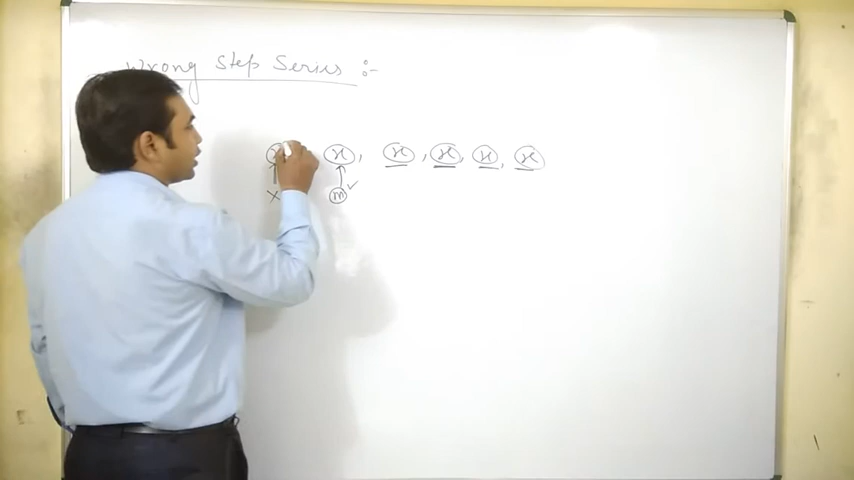 Wrong Step Series :-
x, x, x, x, x
x m ✓